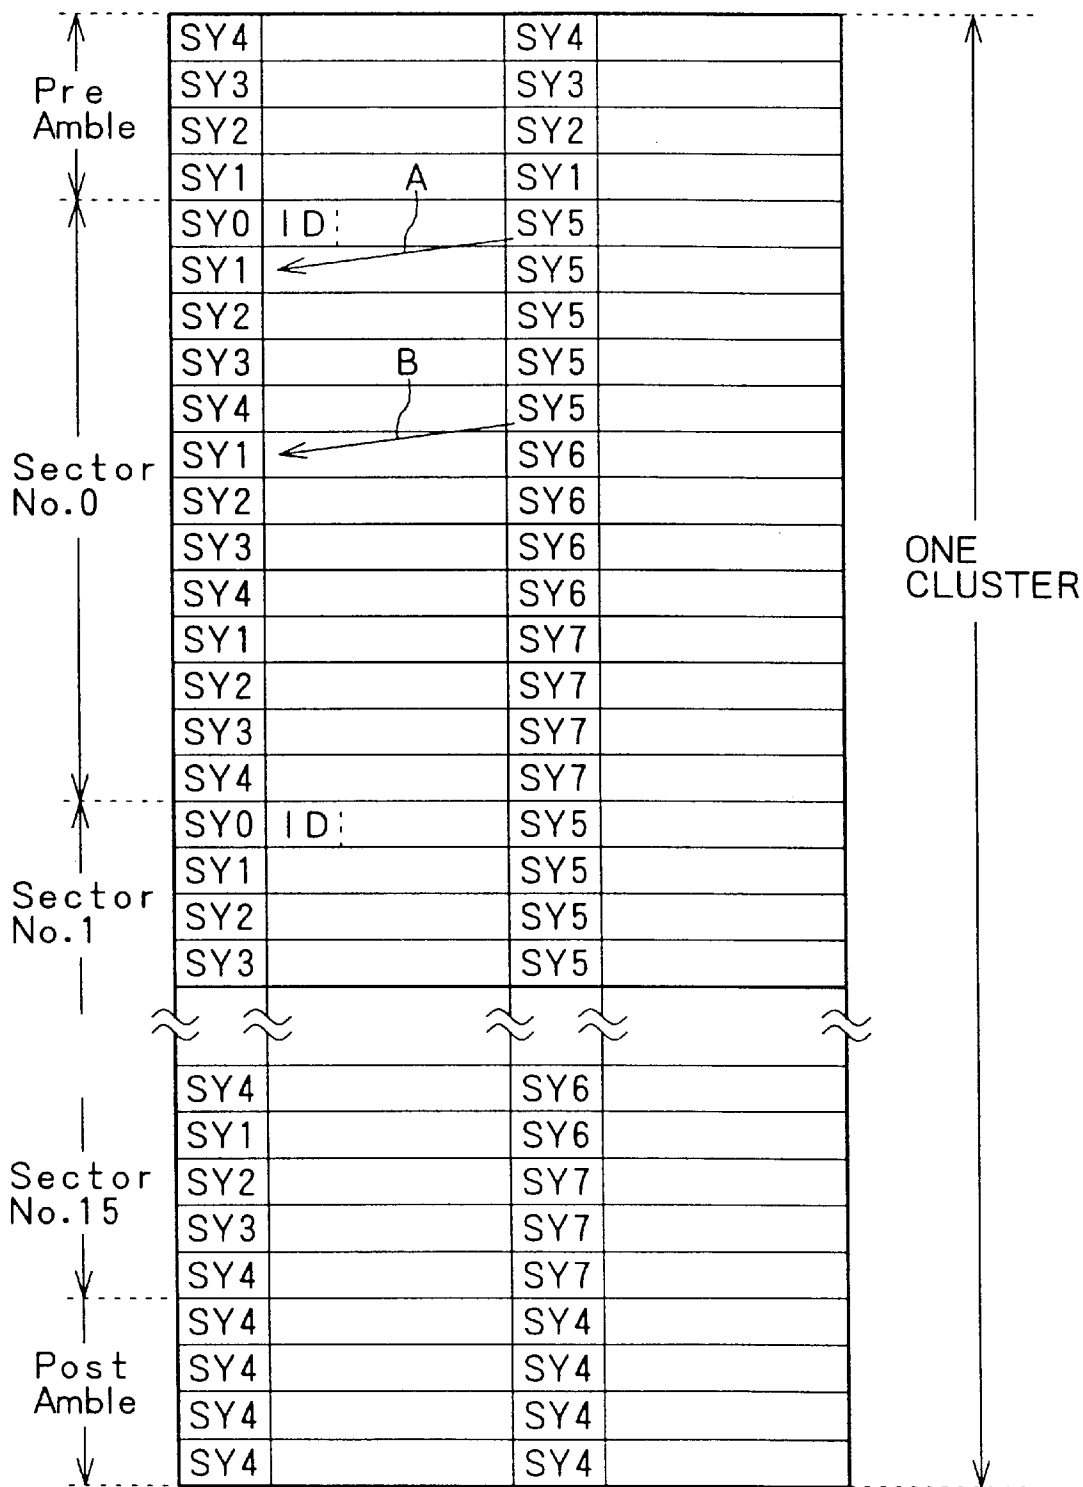 SY4 SY4
SY3 SY3
Pre
Amble
SY2 SY2
SY1 A SY1
SY0 ID SY5
SY1 SY5
SY2 SY5
SY3 B SY5
SY4 SY5
SY1 SY6
Sector
No.0
SY2 SY6
SY3 SY6
ONE
CLUSTER
SY4 SY6
SY1 SY7
SY2 SY7
SY3 SY7
SY4 SY7
SY0 ID SY5
SY1 SY5
Sector
No.1
SY2 SY5
SY3 SY5
SY4 SY6
SY1 SY6
Sector
No.15
SY2 SY7
SY3 SY7
SY4 SY7
SY4 SY4
Post
Amble
SY4 SY4
SY4 SY4
SY4 SY4